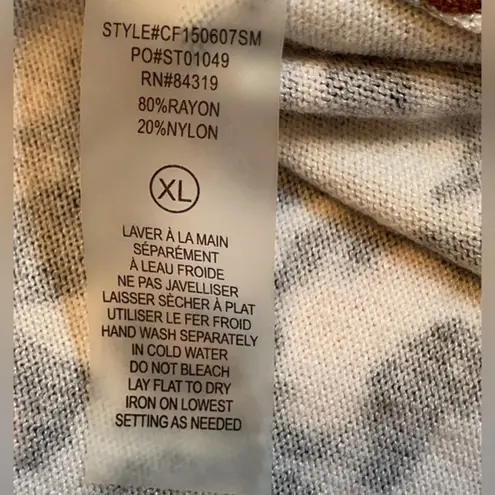 STYLE#CF150607SM
PO#ST01049
RN#84319
80%RAYON
20%NYLON
XL
LAVER À LA MAIN
SÉPARÉMENT
À LEAU FROIDE
NE PAS JAVELLISER
LAISSER SÈCHER À PLAT
UTILISER LE FER FROID
HAND WASH SEPARATELY
IN COLD WATER
DO NOT BLEACH
LAY FLAT TO DRY
IRON ON LOWEST
SETTING AS NEEDED